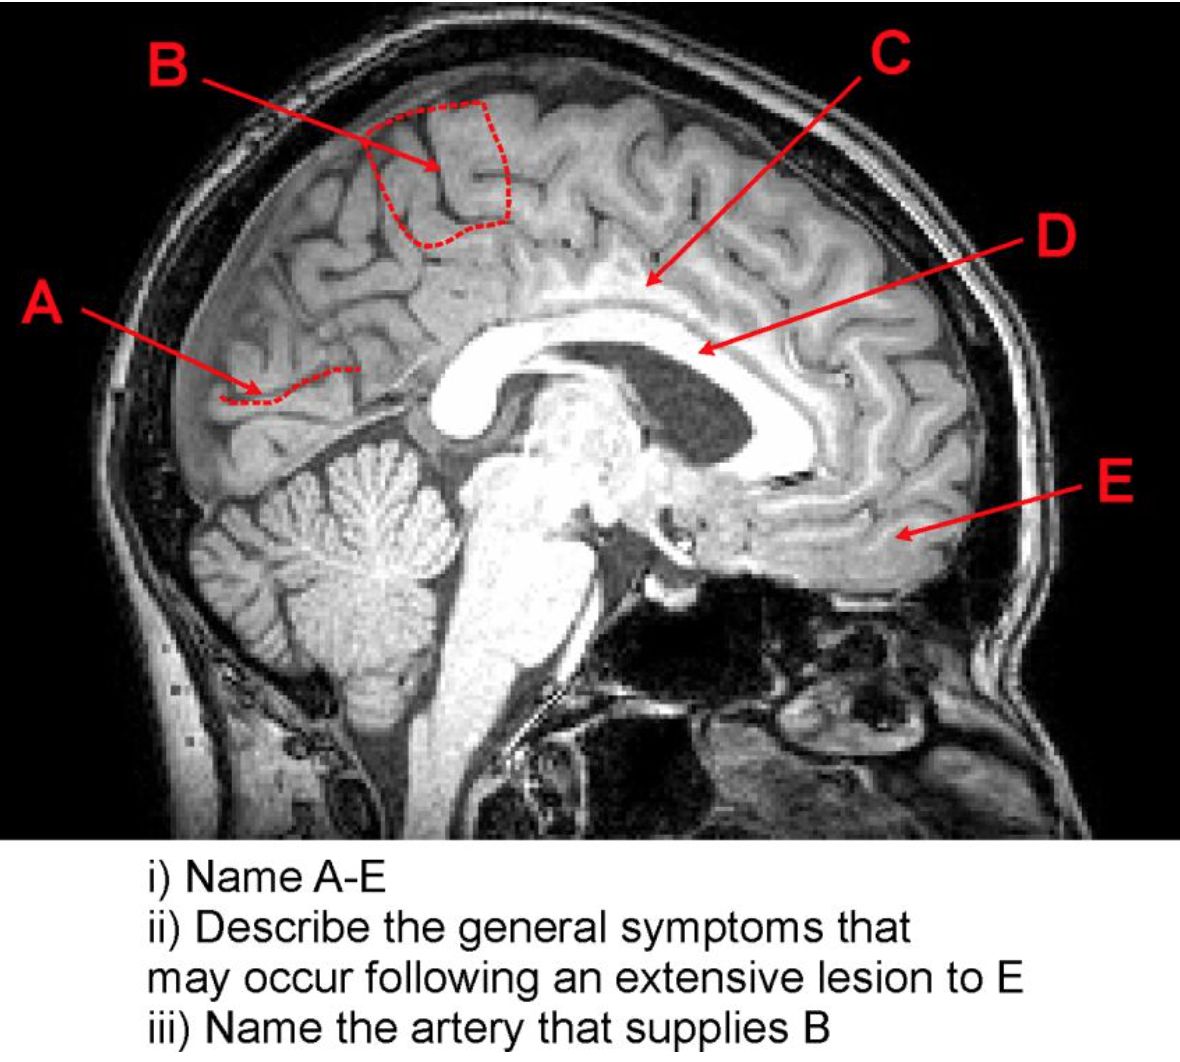 B
C
D
A
E
i) Name A-E
ii) Describe the general symptoms that
may occur following an extensive lesion to E
iii) Name the artery that supplies B